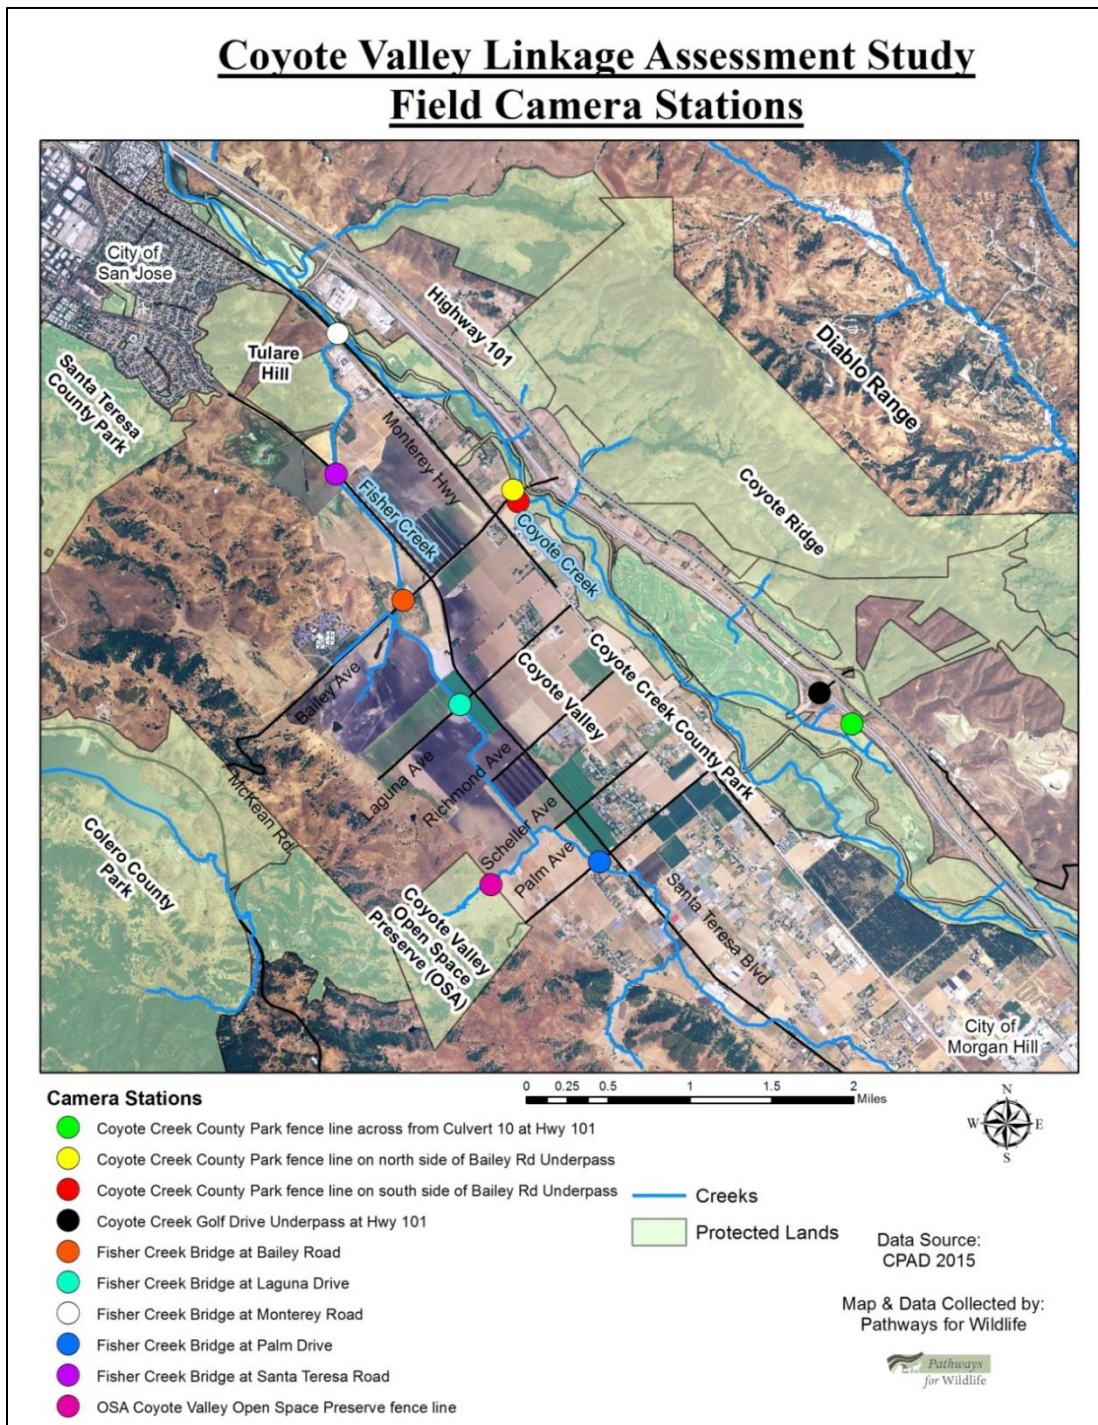 Coyote Valley Linkage Assessment Study
Field Camera Stations
City of
San Jose
Tulare
Hill
Highway 101
Santa Teresa
County Park
Diablo Range
Monterey Hwy
Fisher Creek
Coyote Creek
Coyote Ridge
Bailey Ave
Coyote Valley
Coyote Creek County Park
Laguna Ave
Richmond Ave
McKean Rd
Scheller Ave
Palm Ave
Colero County
Park
Coyote Valley
Open Space
Preserve (OSA)
Santa Teresa Blvd
City of
Morgan Hill
Camera Stations
Coyote Creek County Park fence line across from Culvert 10 at Hwy 101
Coyote Creek County Park fence line on north side of Bailey Rd Underpass
Coyote Creek County Park fence line on south side of Bailey Rd Underpass
Coyote Creek Golf Drive Underpass at Hwy 101
Fisher Creek Bridge at Bailey Road
Fisher Creek Bridge at Laguna Drive
Fisher Creek Bridge at Monterey Road
Fisher Creek Bridge at Palm Drive
Fisher Creek Bridge at Santa Teresa Road
OSA Coyote Valley Open Space Preserve fence line
0 0.25 0.5 1 1.5 2
Miles
N
W E
S
Creeks
Protected Lands
Data Source:
CPAD 2015
Map & Data Collected by:
Pathways for Wildlife
Pathways
for Wildlife